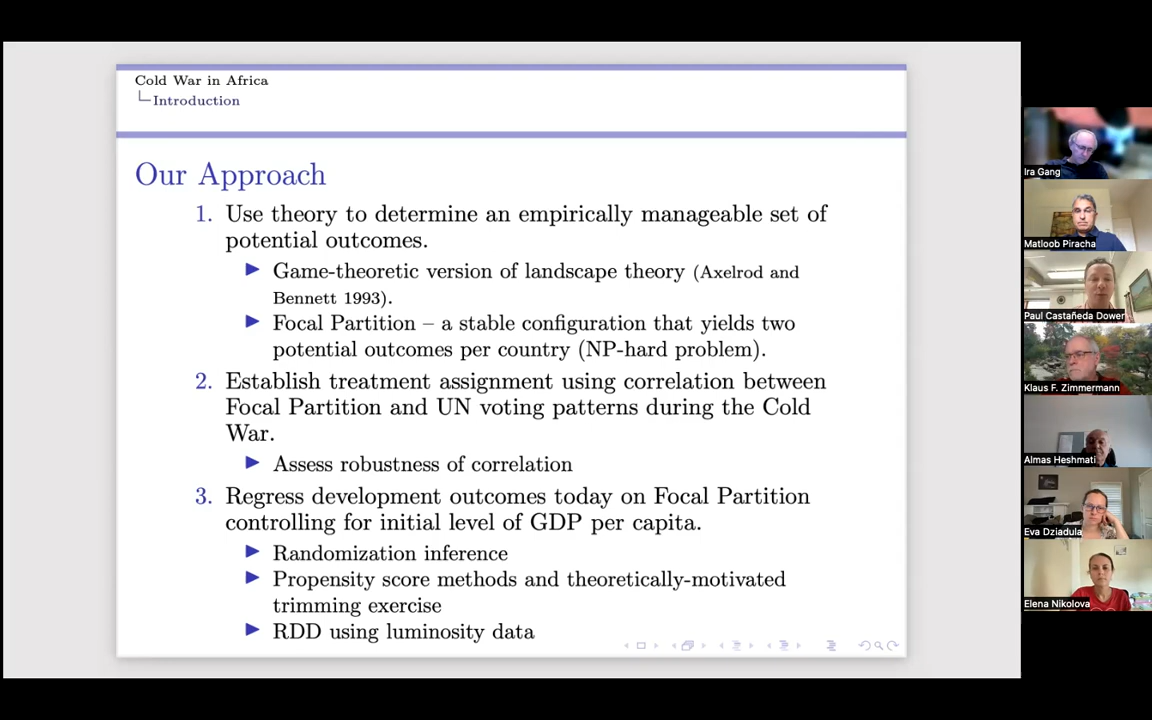 Cold War in Africa
Introduction
Our Approach
1. Use theory to determine an empirically manageable set of
potential outcomes.
▶ Game-theoretic version of landscape theory (Axelrod and
Bennett 1993).
▶ Focal Partition – a stable configuration that yields two
potential outcomes per country (NP-hard problem).
2. Establish treatment assignment using correlation between
Focal Partition and UN voting patterns during the Cold
War.
▶ Assess robustness of correlation
3. Regress development outcomes today on Focal Partition
controlling for initial level of GDP per capita.
▶ Randomization inference
▶ Propensity score methods and theoretically-motivated
trimming exercise
▶ RDD using luminosity data
Ira Gang
Matloob Piracha
Paul Castañeda Dower
Klaus F. Zimmermann
Almas Heshmati
Eva Dziadula
Elena Nikolova